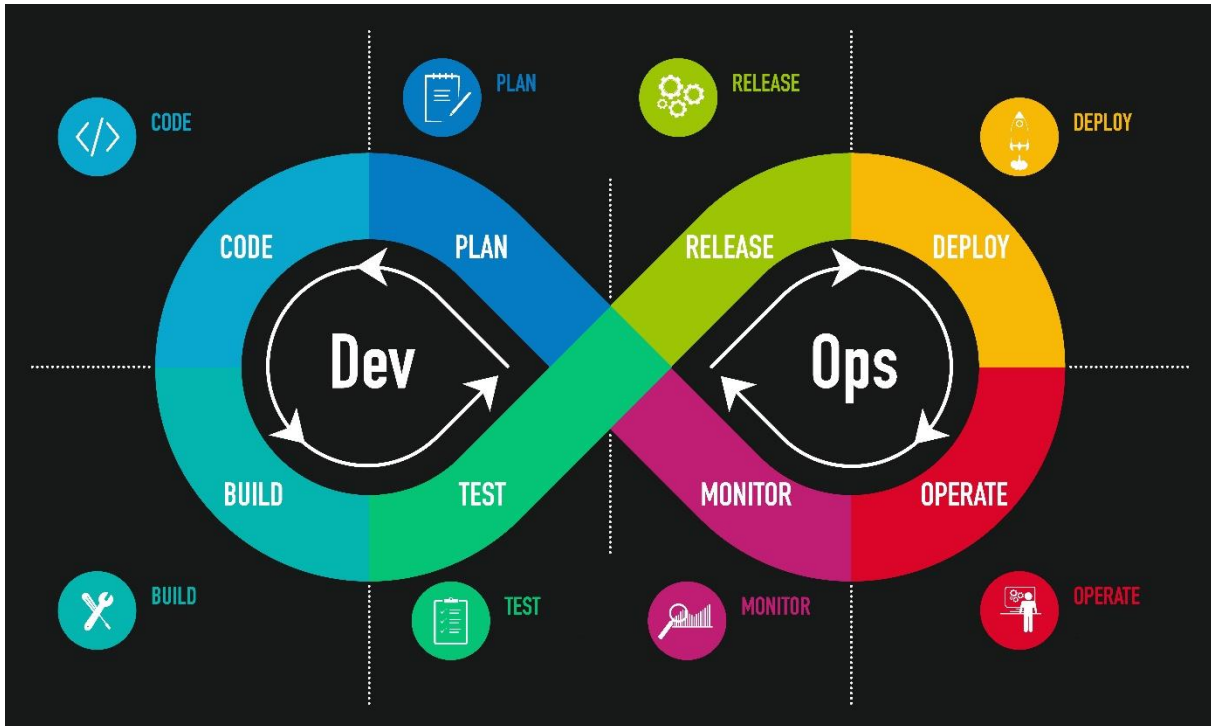 PLAN
RELEASE
CODE
DEPLOY
CODE
PLAN
RELEASE
DEPLOY
Dev
Ops
BUILD
TEST
MONITOR
OPERATE
BUILD
TEST
MONITOR
OPERATE